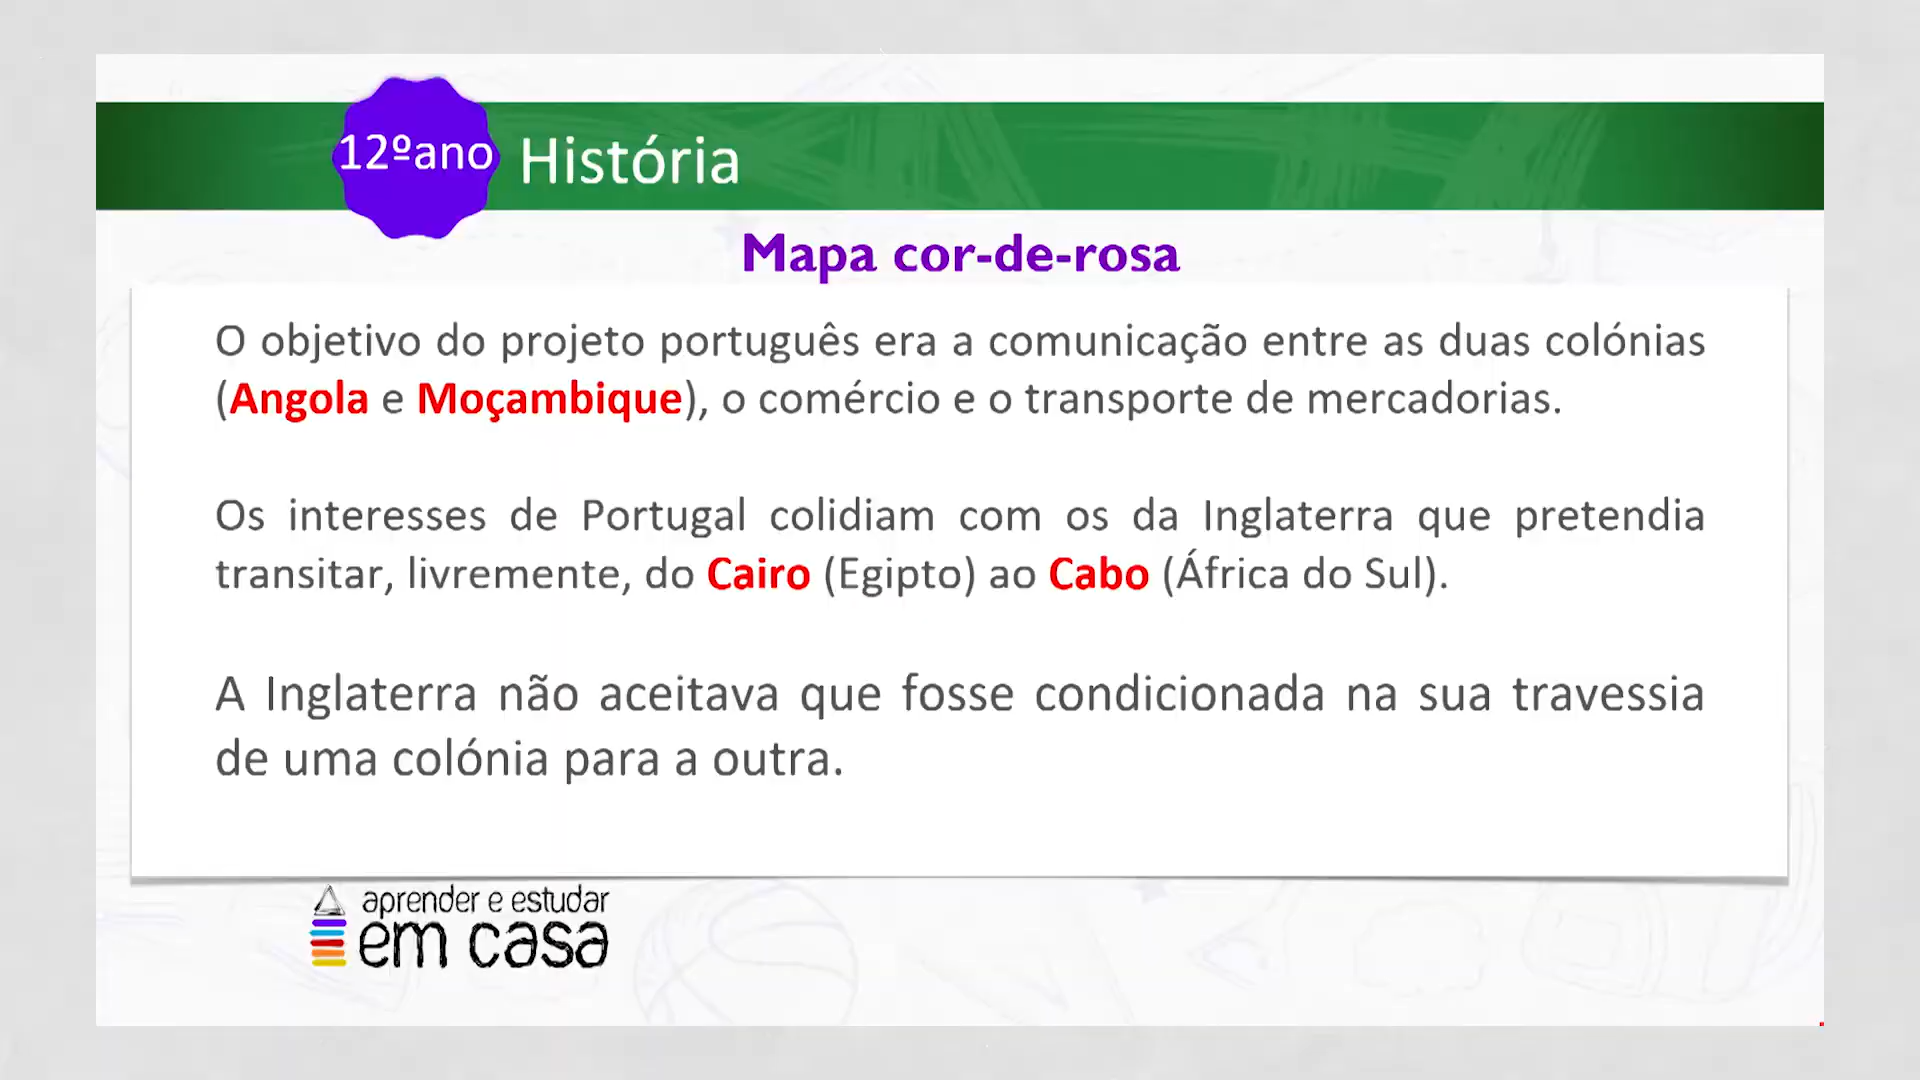 12ºano
História
Mapa cor-de-rosa
O objetivo do projeto português era a comunicação entre as duas colónias
(Angola e Moçambique), o comércio e o transporte de mercadorias.
Os interesses de Portugal colidiam com os da Inglaterra que pretendia
transitar, livremente, do Cairo (Egipto) ao Cabo (África do Sul).
A Inglaterra não aceitava que fosse condicionada na sua travessia
de uma colónia para a outra.
aprender e estudar
em casa